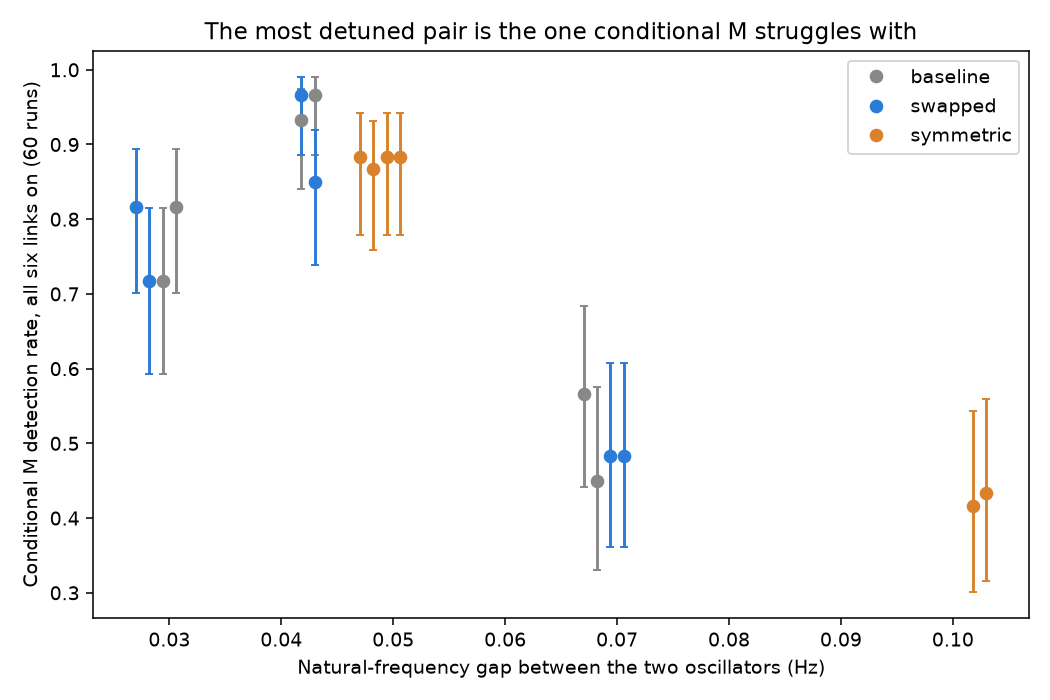 The most detuned pair is the one conditional M struggles with
Conditional M detection rate, all six links on (60 runs)
1.0
0.9
0.8
0.7
0.6
0.5
0.4
0.3
baseline
swapped
symmetric
0.03 0.04 0.05 0.06 0.07 0.08 0.09 0.10
Natural-frequency gap between the two oscillators (Hz)